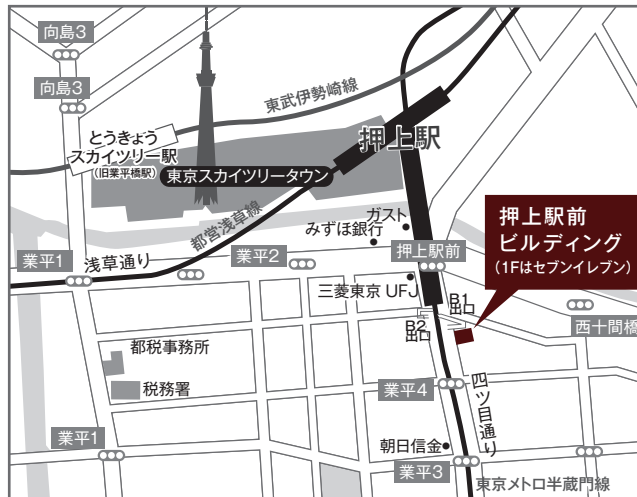 向島3
向島3
東武伊勢崎線
とうきょう
スカイツリー駅
(旧業平橋駅)
押上駅
東京スカイツリータウン
都営浅草線
ガスト
みずほ銀行
押上駅前
ビルディング
(1Fはセブンイレブン)
業平1
浅草通り
業平2
押上駅前
三菱東京UFJ
B1
出口
B2
出口
西十間橋
都税事務所
税務署
業平4
四ツ目通り
業平1
朝日信金
業平3
東京メトロ半蔵門線